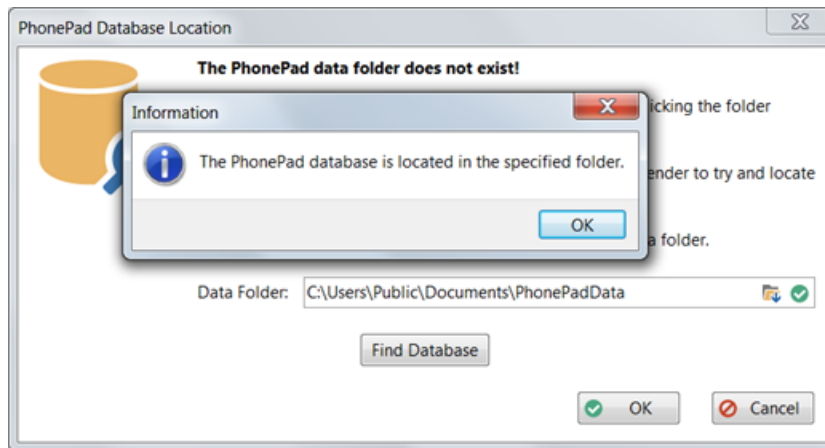 PhonePad Database Location
The PhonePad data folder does not exist!
Information
icking the folder
The PhonePad database is located in the specified folder.
ender to try and locate
OK
a folder.
Data Folder: C:\Users\Public\Documents\PhonePadData
Find Database
OK Cancel